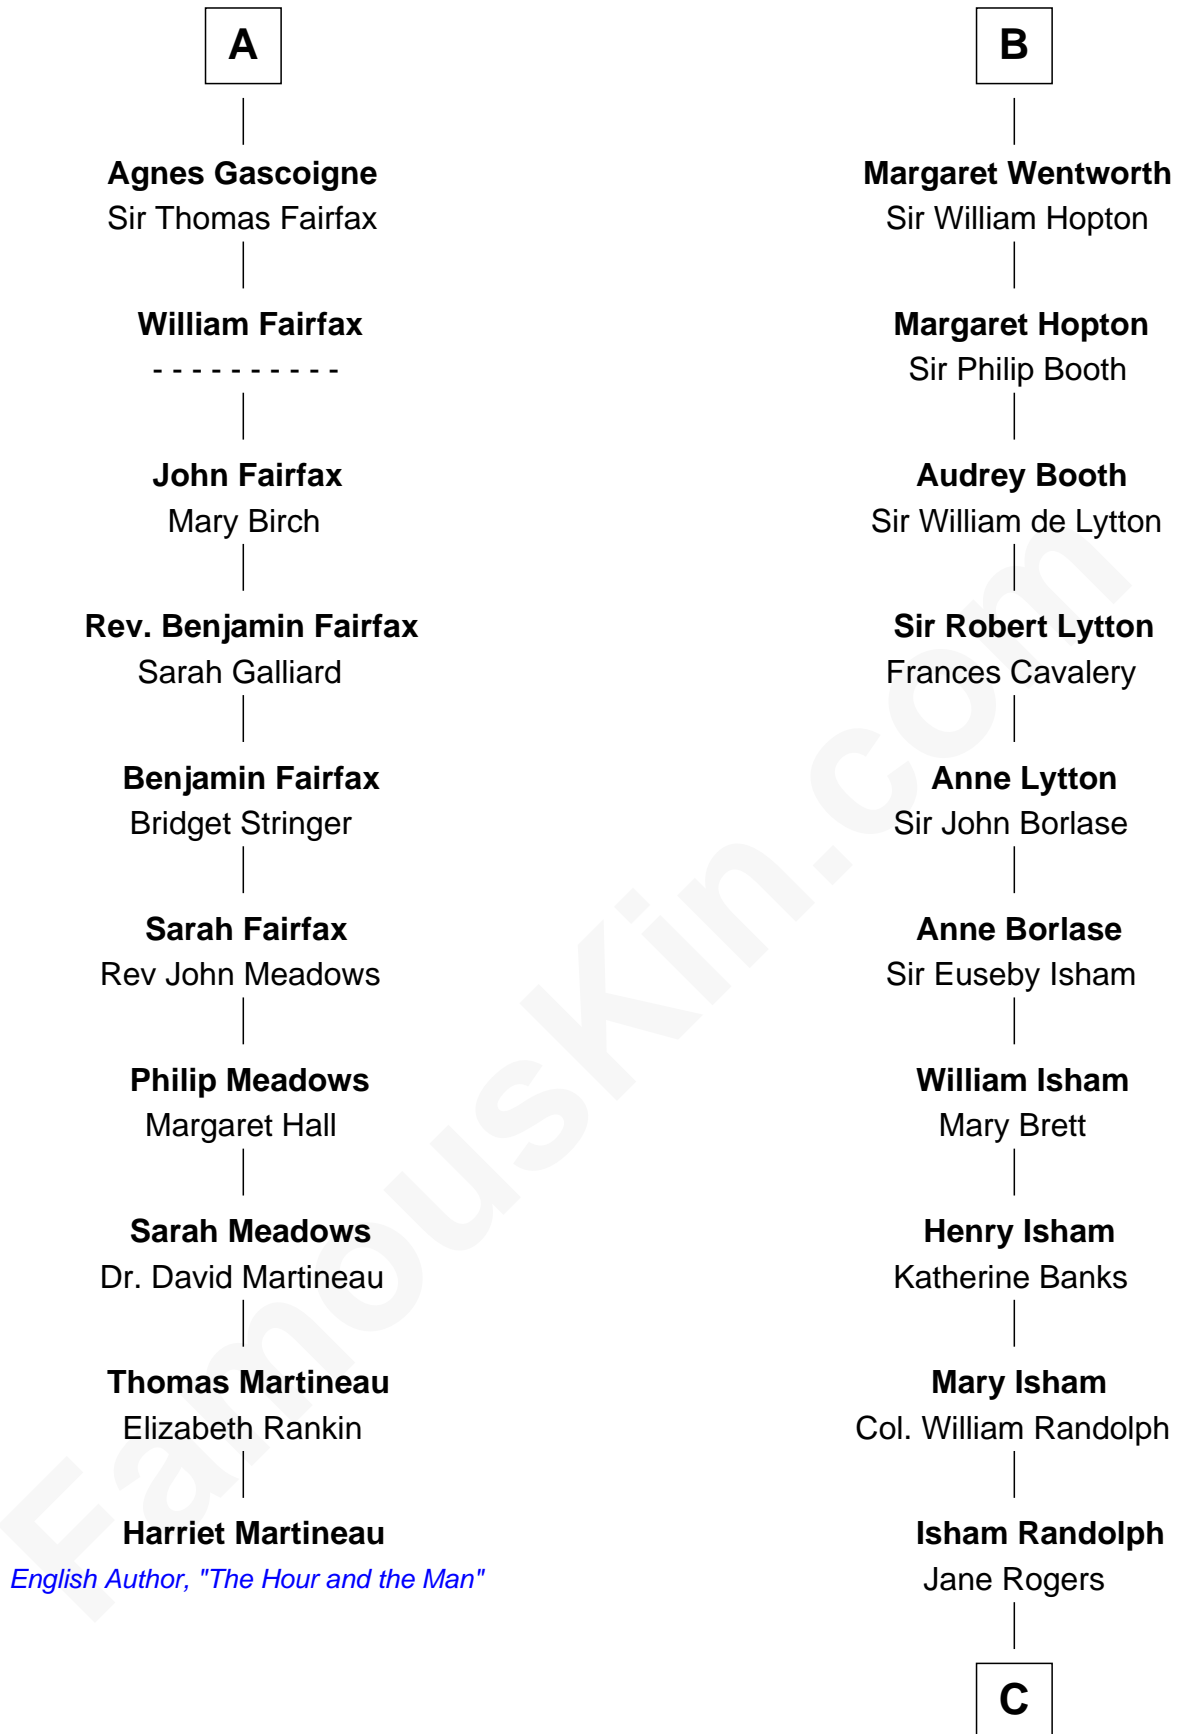 A
Agnes Gascoigne
Sir Thomas Fairfax
William Fairfax
- - - - - - - - - -
John Fairfax
Mary Birch
Rev. Benjamin Fairfax
Sarah Galliard
Benjamin Fairfax
Bridget Stringer
Sarah Fairfax
Rev John Meadows
Philip Meadows
Margaret Hall
Sarah Meadows
Dr. David Martineau
Thomas Martineau
Elizabeth Rankin
Harriet Martineau
English Author, "The Hour and the Man"
B
Margaret Wentworth
Sir William Hopton
Margaret Hopton
Sir Philip Booth
Audrey Booth
Sir William de Lytton
Sir Robert Lytton
Frances Cavalery
Anne Lytton
Sir John Borlase
Anne Borlase
Sir Euseby Isham
William Isham
Mary Brett
Henry Isham
Katherine Banks
Mary Isham
Col. William Randolph
Isham Randolph
Jane Rogers
C
FamousKin.com